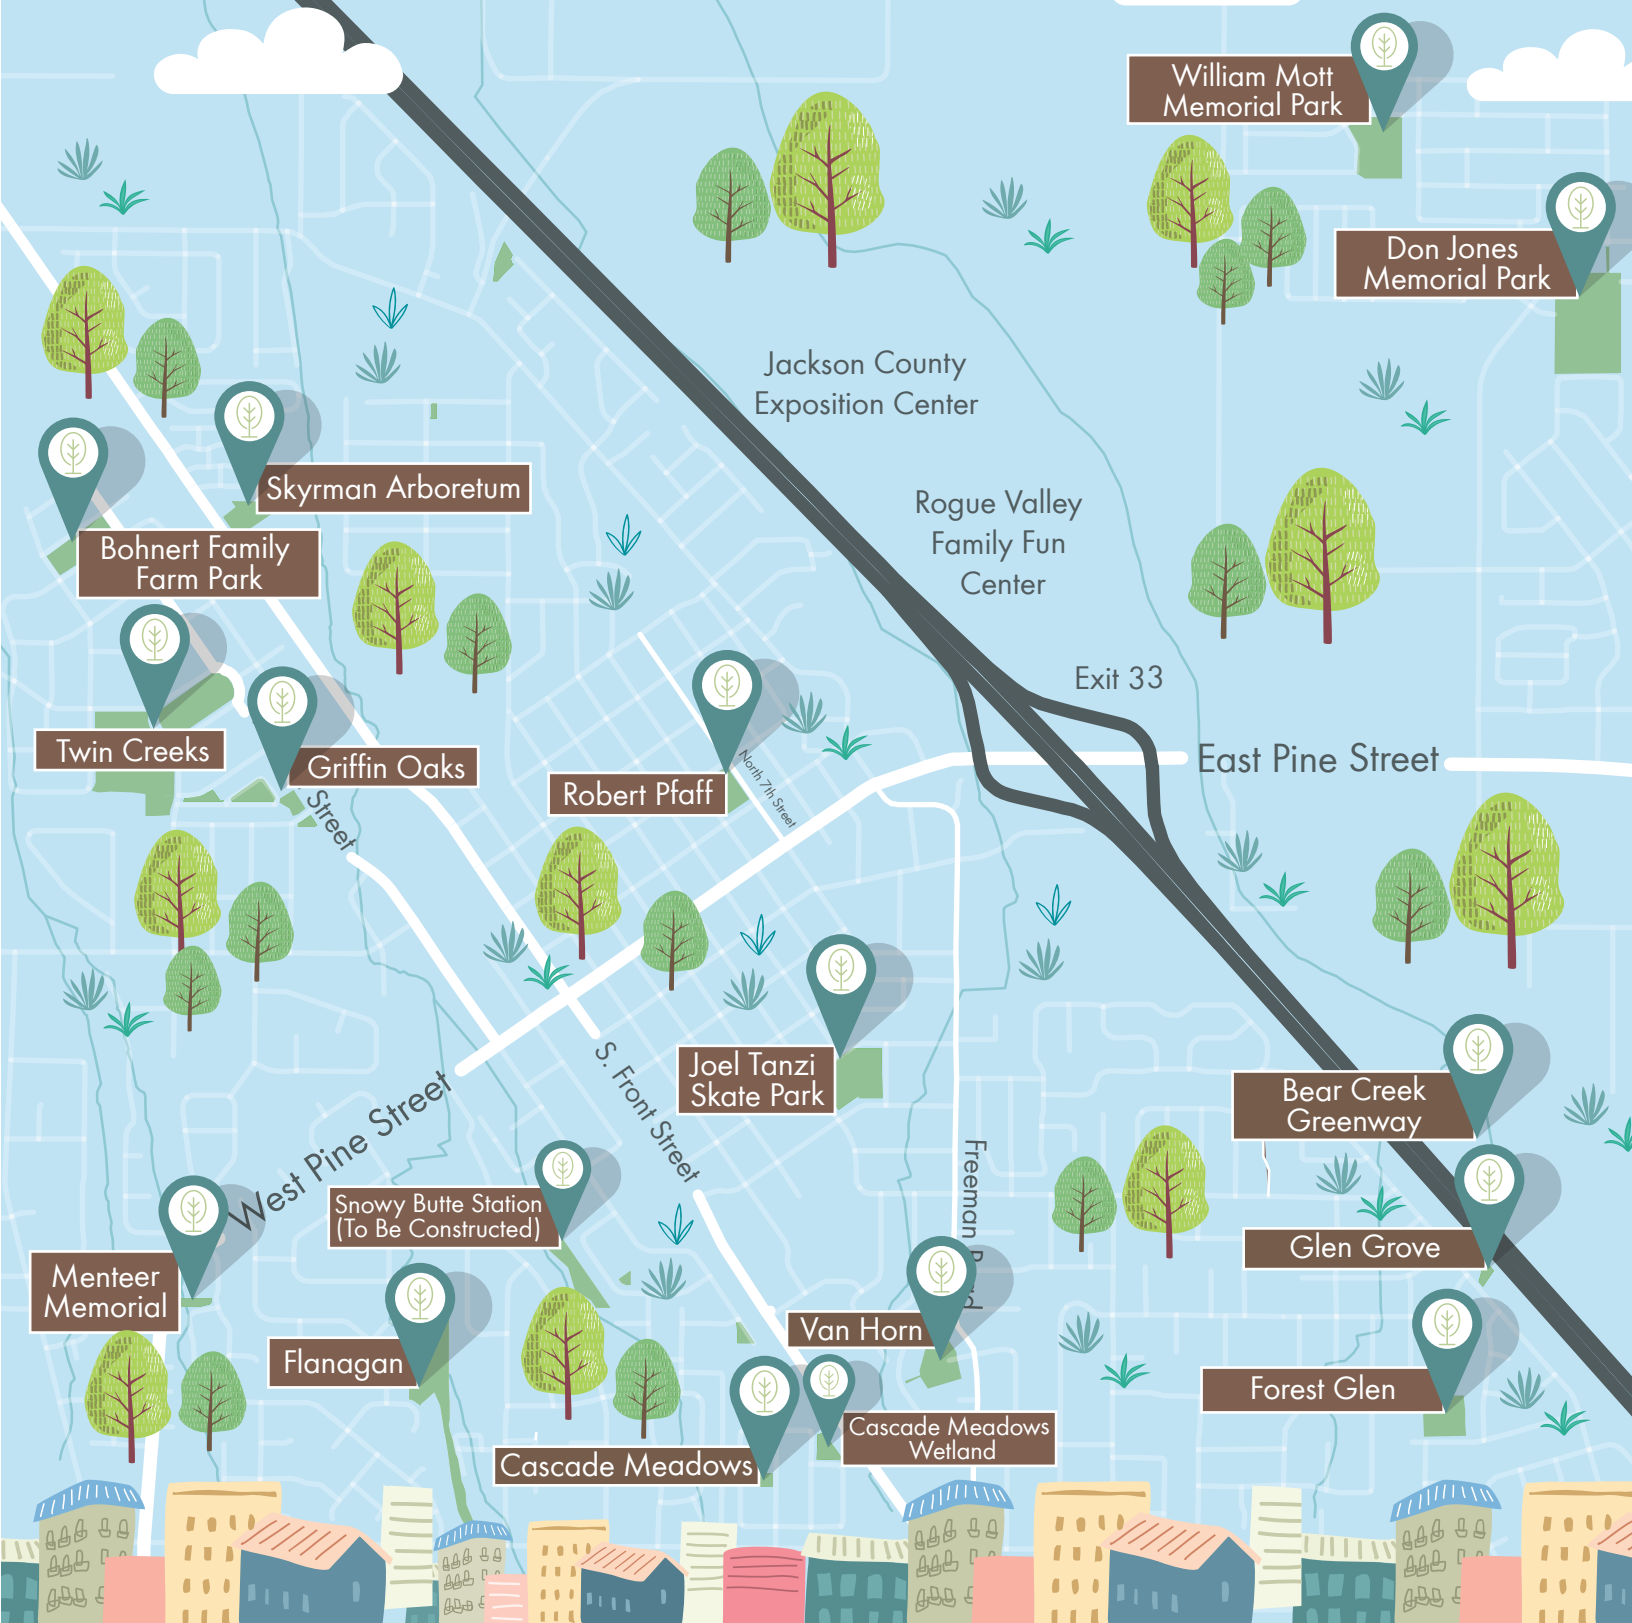 William Mott
Memorial Park
Don Jones
Memorial Park
Jackson County
Exposition Center
Skyrman Arboretum
Rogue Valley
Family Fun
Center
Bohnert Family
Farm Park
Exit 33
Twin Creeks
Griffin Oaks
Robert Pfaff
North 7th Street
East Pine Street
Street
Joel Tanzi
Skate Park
S. Front Street
West Pine Street
Bear Creek
Greenway
Freeman Road
Snowy Butte Station
(To Be Constructed)
Glen Grove
Menteer
Memorial
Van Horn
Flanagan
Forest Glen
Cascade Meadows
Wetland
Cascade Meadows